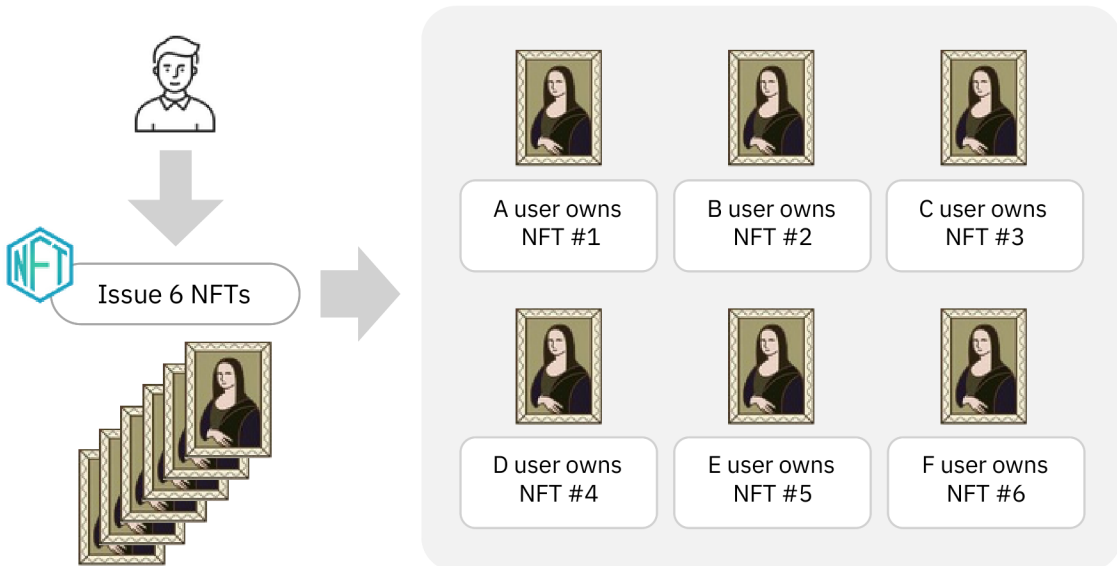 NFT
Issue 6 NFTs
A user owns
NFT #1
B user owns
NFT #2
C user owns
NFT #3
D user owns
NFT #4
E user owns
NFT #5
F user owns
NFT #6